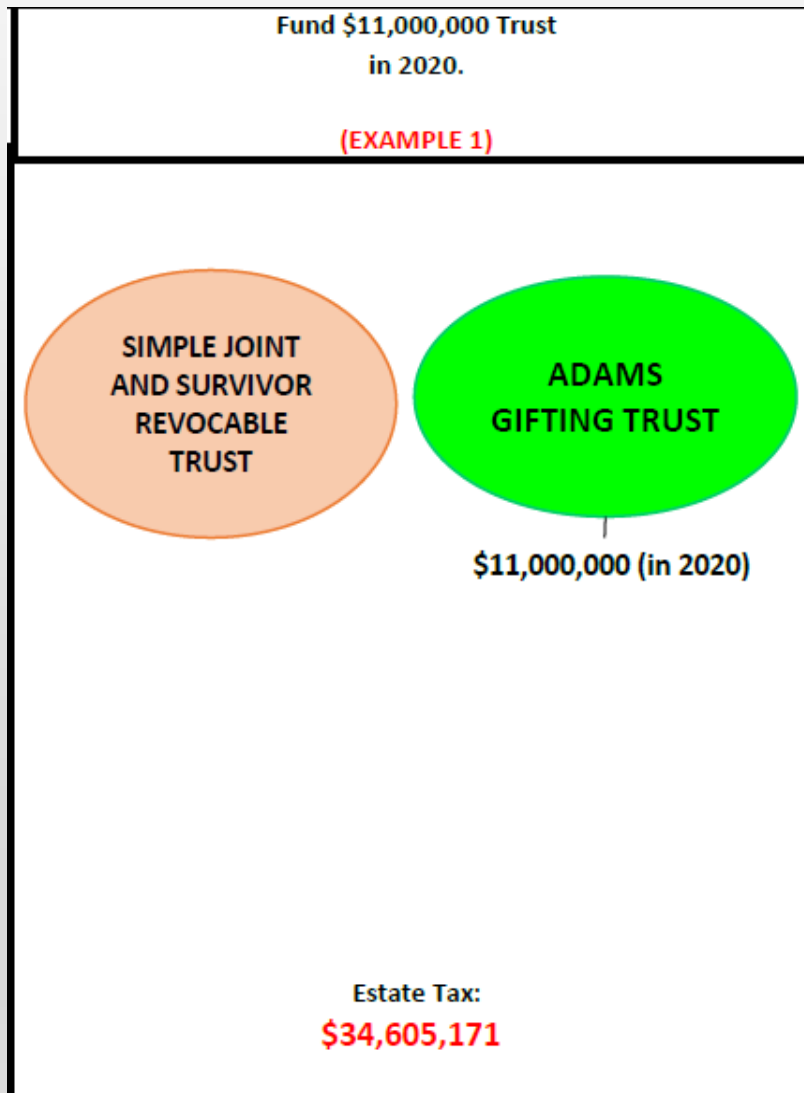 Fund $11,000,000 Trust
in 2020.
(EXAMPLE 1)
SIMPLE JOINT
AND SURVIVOR
REVOCABLE
TRUST
ADAMS
GIFTING TRUST
$11,000,000 (in 2020)
Estate Tax:
$34,605,171